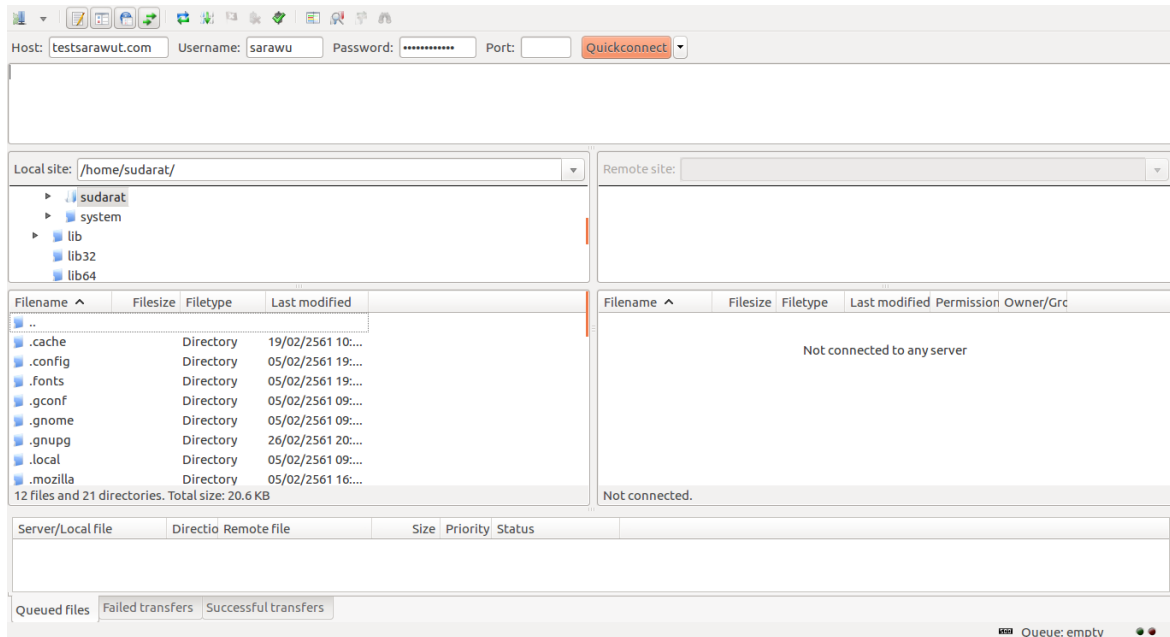 Host: testsarawut.com Username: sarawu Password: •••••••••••• Port: Quickconnect
Local site: /home/sudarat/
sudarat
system
lib
lib32
lib64
Remote site:
Filename Filesize Filetype Last modified
..
.cache Directory 19/02/2561 10:...
.config Directory 05/02/2561 19:...
.fonts Directory 05/02/2561 19:...
.gconf Directory 05/02/2561 09:...
.gnome Directory 05/02/2561 09:...
.gnupg Directory 26/02/2561 20:...
.local Directory 05/02/2561 09:...
.mozilla Directory 05/02/2561 16:...
12 files and 21 directories. Total size: 20.6 KB
Filename Filesize Filetype Last modified Permission Owner/Grc
Not connected to any server
Not connected.
Server/Local file Directio Remote file Size Priority Status
Queued files Failed transfers Successful transfers
Queue: empty